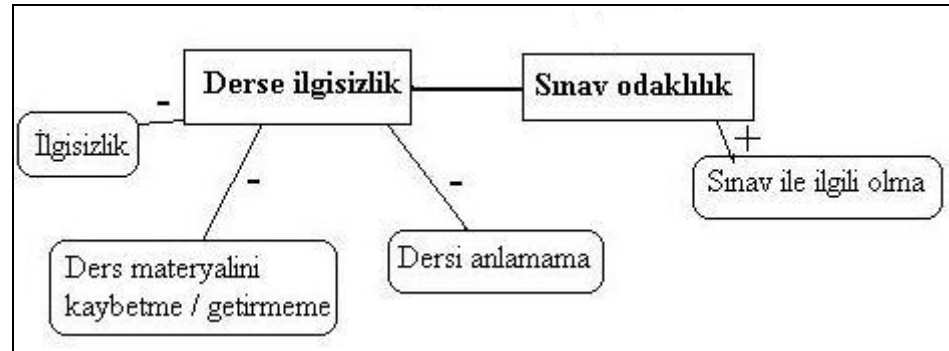 Derse ilgisizlik
Sınav odaklılık
-
İlgisizlik
-
-
+
Sınav ile ilgili olma
Ders materyalini
kaybetme / getirmeme
Dersi anlamama